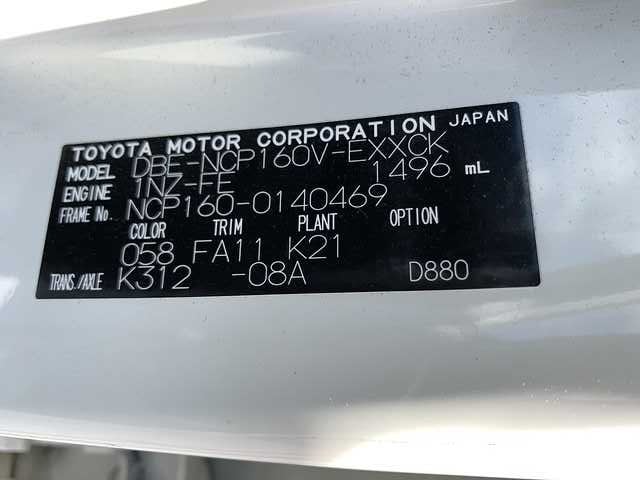 TOYOTA MOTOR CORPORATION JAPAN
MODEL DBE-NCP160V-EXXCK
ENGINE 1NZ-FE 1496 mL
FRAME No. NCP160-0140469
COLOR TRIM PLANT OPTION
058 FA11 K21
TRANS./AXLE K312 -08A D880